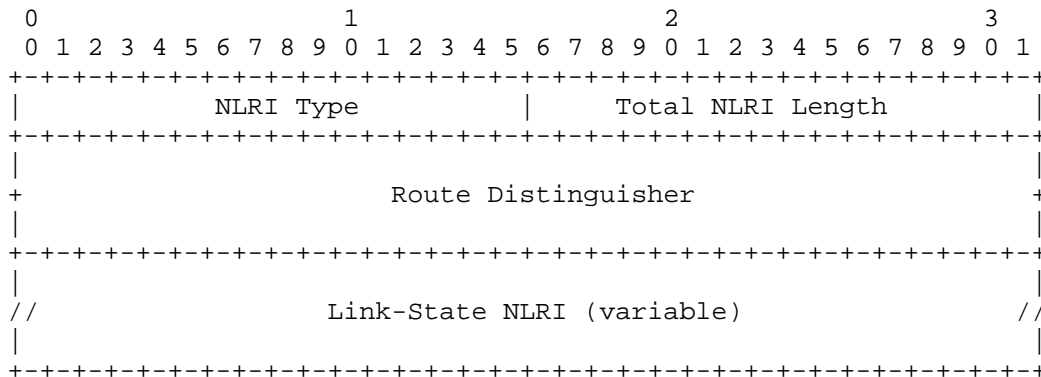 0                   1                   2                   3
 0 1 2 3 4 5 6 7 8 9 0 1 2 3 4 5 6 7 8 9 0 1 2 3 4 5 6 7 8 9 0 1
+-+-+-+-+-+-+-+-+-+-+-+-+-+-+-+-+-+-+-+-+-+-+-+-+-+-+-+-+-+-+-+-+
|            NLRI Type          |     Total NLRI Length         |
+-+-+-+-+-+-+-+-+-+-+-+-+-+-+-+-+-+-+-+-+-+-+-+-+-+-+-+-+-+-+-+-+
|                                                               |
+                       Route Distinguisher                     +
|                                                               |
+-+-+-+-+-+-+-+-+-+-+-+-+-+-+-+-+-+-+-+-+-+-+-+-+-+-+-+-+-+-+-+-+
|                                                               |
//                  Link-State NLRI (variable)                 //
|                                                               |
+-+-+-+-+-+-+-+-+-+-+-+-+-+-+-+-+-+-+-+-+-+-+-+-+-+-+-+-+-+-+-+-+